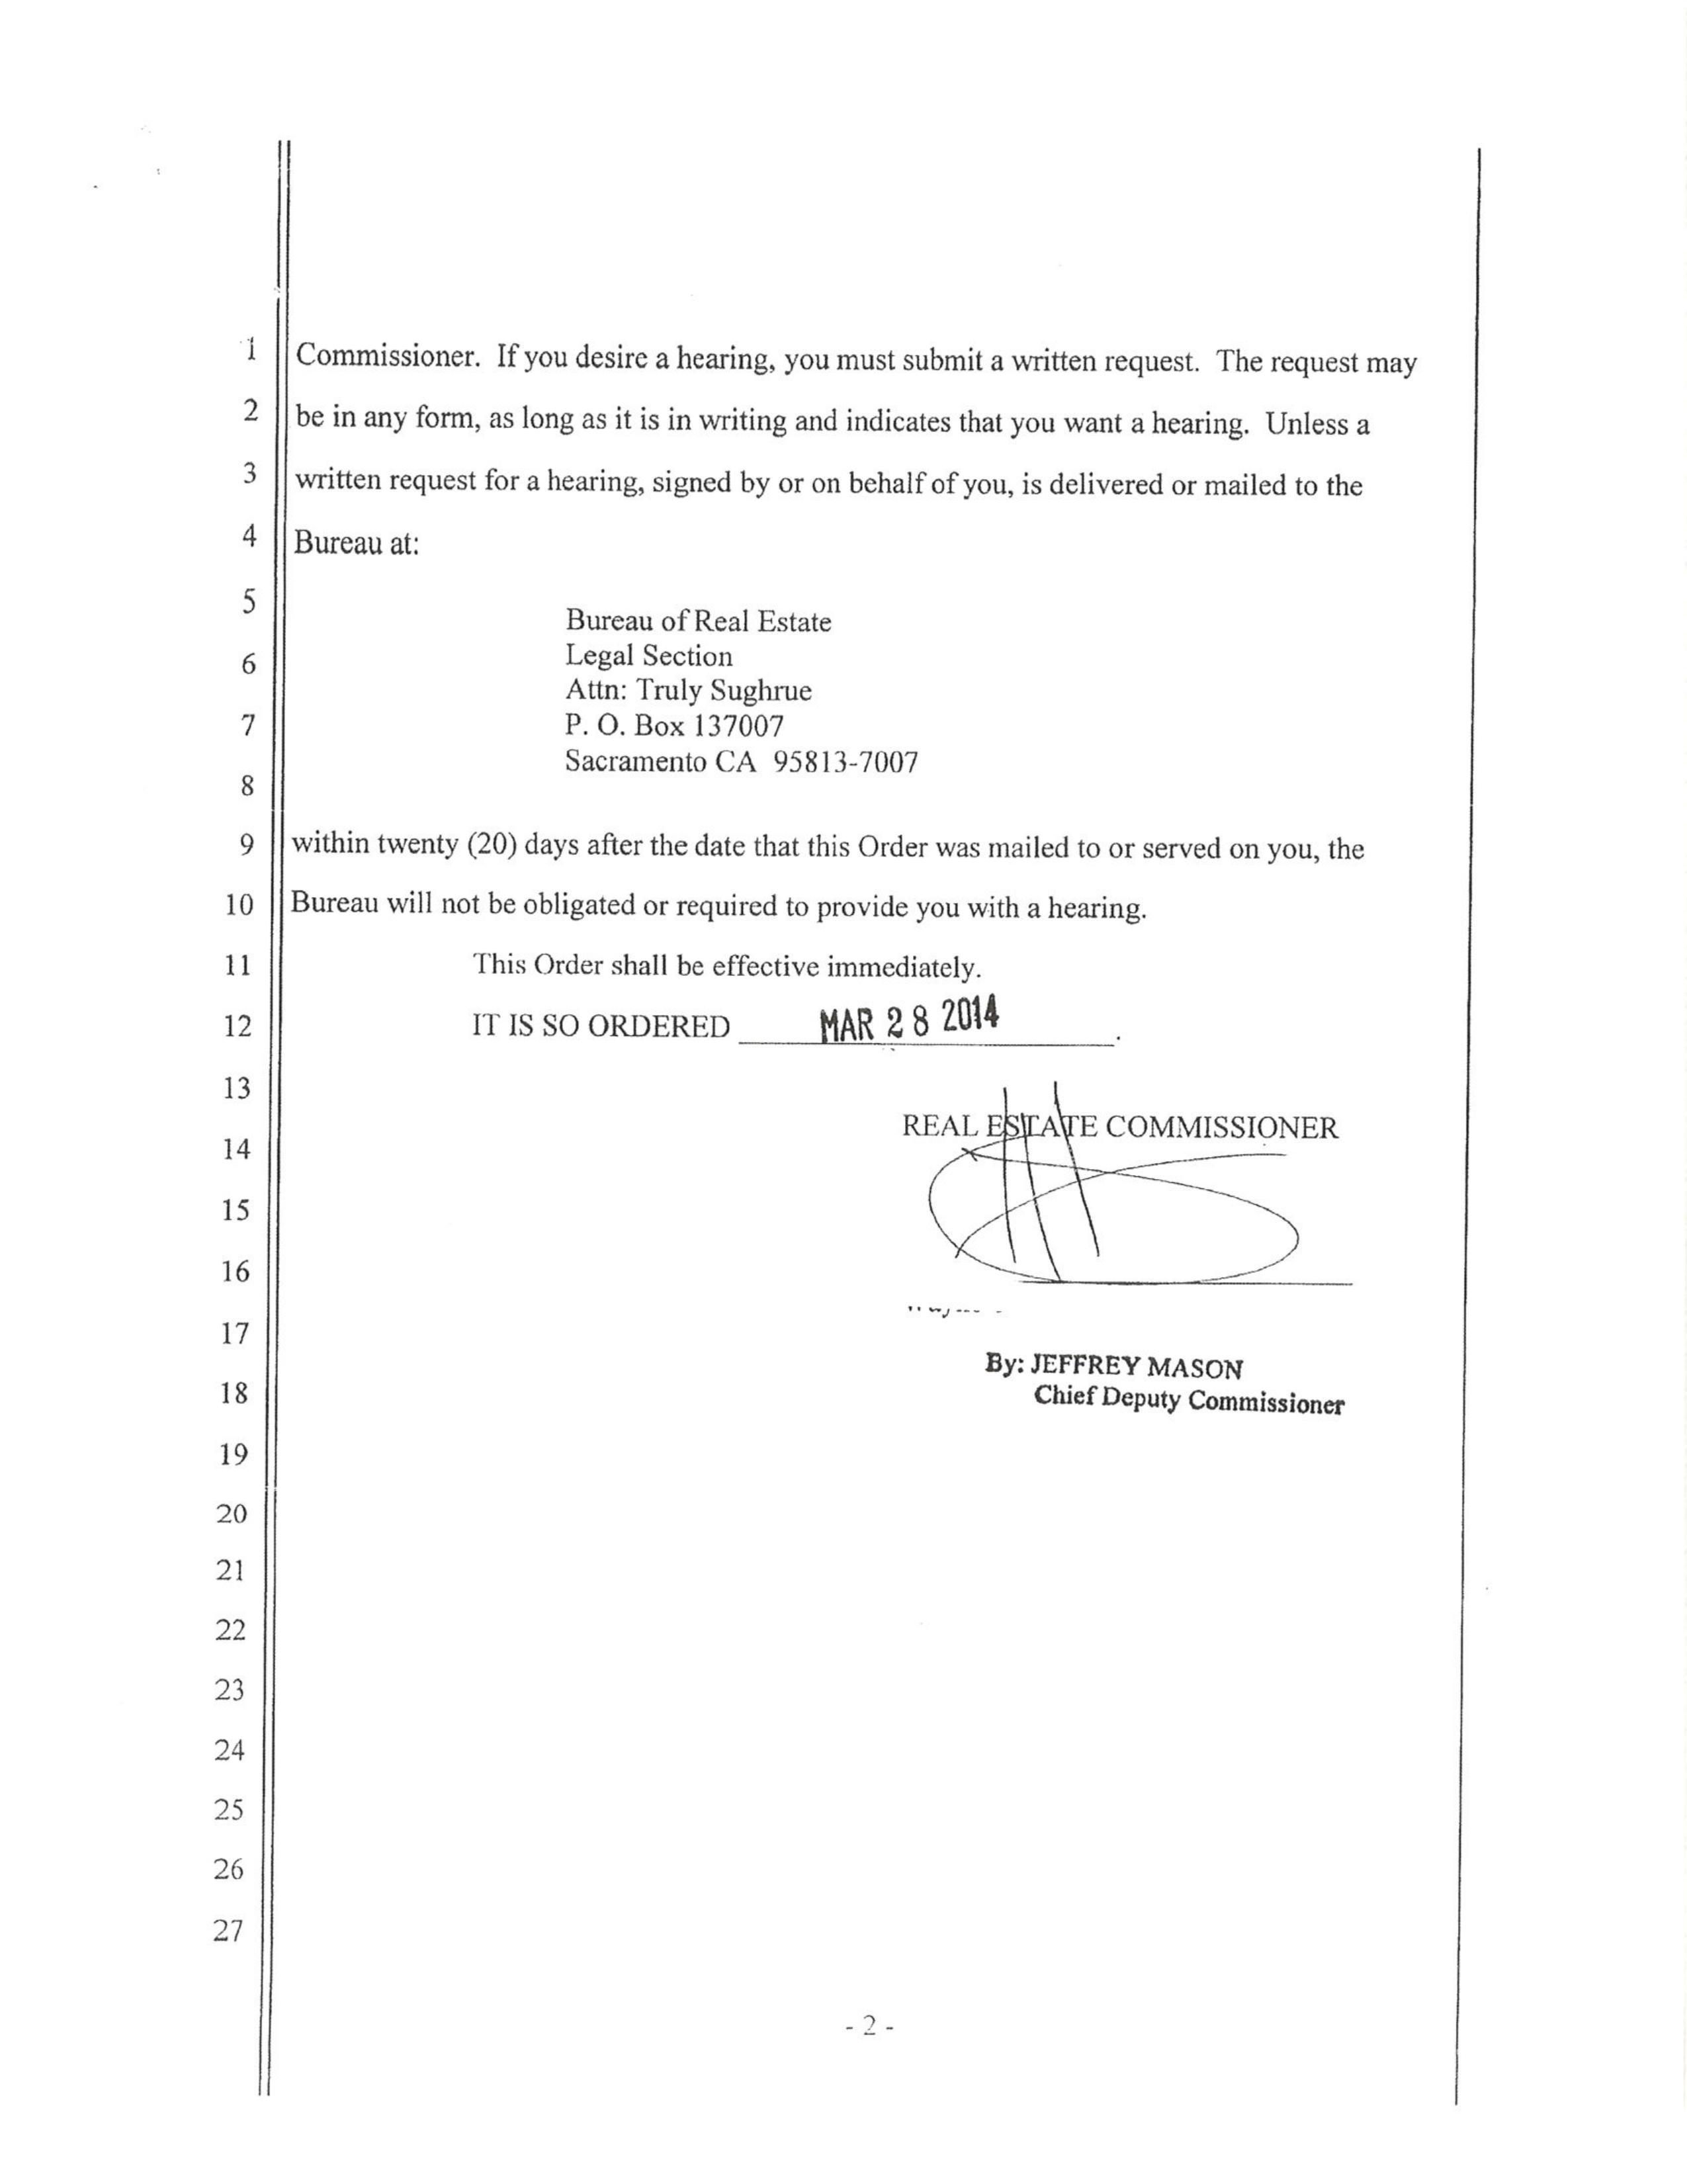 1 Commissioner. If you desire a hearing, you must submit a written request. The request may
2 be in any form, as long as it is in writing and indicates that you want a hearing. Unless a
3 written request for a hearing, signed by or on behalf of you, is delivered or mailed to the
4 Bureau at:
5
Bureau of Real Estate
6 Legal Section
Attn: Truly Sughrue
7 P. O. Box 137007
Sacramento CA 95813-7007
8
9 within twenty (20) days after the date that this Order was mailed to or served on you, the
10 Bureau will not be obligated or required to provide you with a hearing.
11 This Order shall be effective immediately.
12 IT IS SO ORDERED MAR 28 2014.
13
REAL ESTATE COMMISSIONER
14
15
16
17
By: JEFFREY MASON
18 Chief Deputy Commissioner
19
20
21
22
23
24
25
26
27
- 2 -